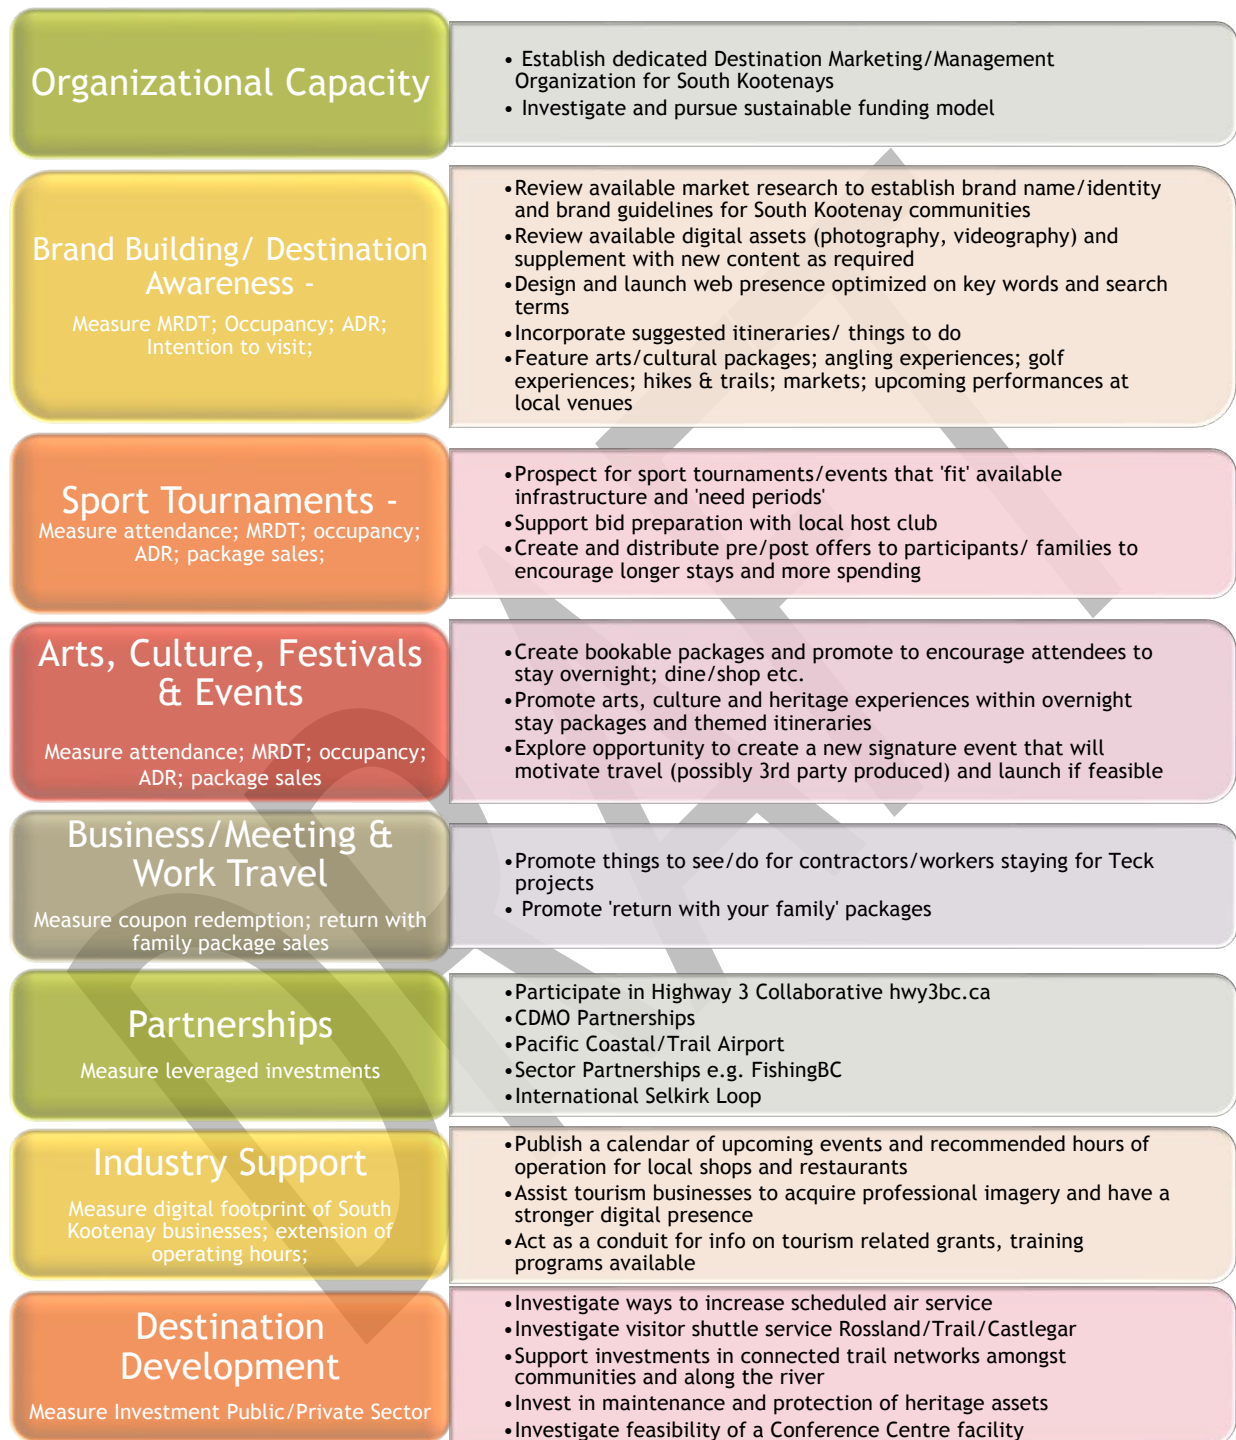 Organizational Capacity
• Establish dedicated Destination Marketing/Management
Organization for South Kootenays
• Investigate and pursue sustainable funding model
Brand Building/ Destination
Awareness -
Measure MRDT; Occupancy; ADR;
Intention to visit;
•Review available market research to establish brand name/identity
and brand guidelines for South Kootenay communities
•Review available digital assets (photography, videography) and
supplement with new content as required
•Design and launch web presence optimized on key words and search
terms
•Incorporate suggested itineraries/ things to do
•Feature arts/cultural packages; angling experiences; golf
experiences; hikes & trails; markets; upcoming performances at
local venues
Sport Tournaments -
Measure attendance; MRDT; occupancy;
ADR; package sales;
•Prospect for sport tournaments/events that 'fit' available
infrastructure and 'need periods'
•Support bid preparation with local host club
•Create and distribute pre/post offers to participants/ families to
encourage longer stays and more spending
Arts, Culture, Festivals
& Events
Measure attendance; MRDT; occupancy;
ADR; package sales
•Create bookable packages and promote to encourage attendees to
stay overnight; dine/shop etc.
•Promote arts, culture and heritage experiences within overnight
stay packages and themed itineraries
•Explore opportunity to create a new signature event that will
motivate travel (possibly 3rd party produced) and launch if feasible
Business/Meeting &
Work Travel
Measure coupon redemption; return with
family package sales
•Promote things to see/do for contractors/workers staying for Teck
projects
• Promote 'return with your family' packages
Partnerships
Measure leveraged investments
•Participate in Highway 3 Collaborative hwy3bc.ca
•CDMO Partnerships
•Pacific Coastal/Trail Airport
•Sector Partnerships e.g. FishingBC
•International Selkirk Loop
Industry Support
Measure digital footprint of South
Kootenay businesses; extension of
operating hours;
•Publish a calendar of upcoming events and recommended hours of
operation for local shops and restaurants
•Assist tourism businesses to acquire professional imagery and have a
stronger digital presence
•Act as a conduit for info on tourism related grants, training
programs available
Destination
Development
Measure Investment Public/Private Sector
•Investigate ways to increase scheduled air service
•Investigate visitor shuttle service Rossland/Trail/Castlegar
•Support investments in connected trail networks amongst
communities and along the river
•Invest in maintenance and protection of heritage assets
•Investigate feasibility of a Conference Centre facility
DRAFT